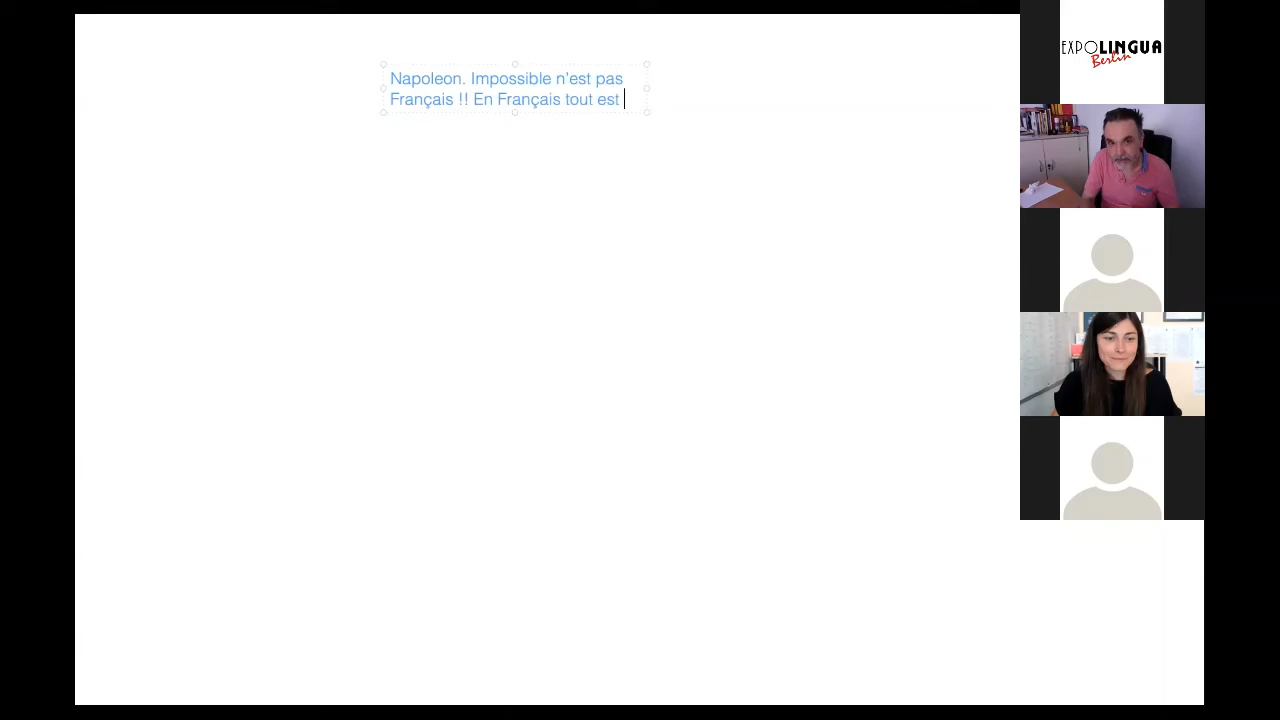 Napoleon. Impossible n’est pas
Français !! En Français tout est
EXPOLINGUA
Berlin